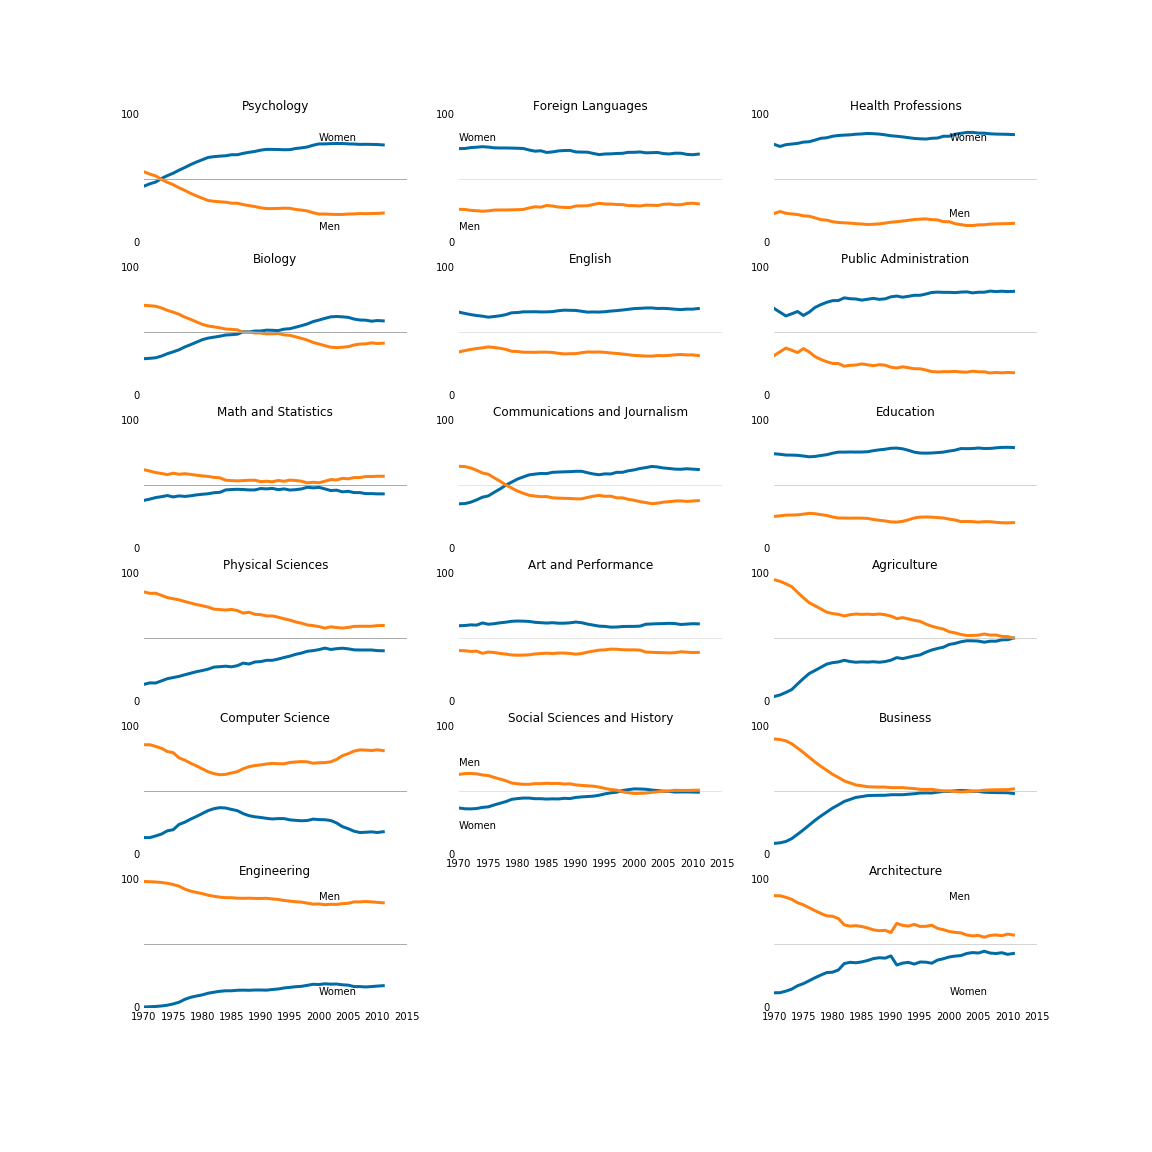 Psychology
100
Women
Men
0
Foreign Languages
100
Women
Men
0
Health Professions
100
Women
Men
0
Biology
100
0
English
100
0
Public Administration
100
0
Math and Statistics
100
0
Communications and Journalism
100
0
Education
100
0
Physical Sciences
100
0
Art and Performance
100
0
Agriculture
100
0
Computer Science
100
0
Social Sciences and History
100
Men
Women
0
1970 1975 1980 1985 1990 1995 2000 2005 2010 2015
Business
100
0
Engineering
100
Men
Women
0
1970 1975 1980 1985 1990 1995 2000 2005 2010 2015
Architecture
100
Men
Women
0
1970 1975 1980 1985 1990 1995 2000 2005 2010 2015